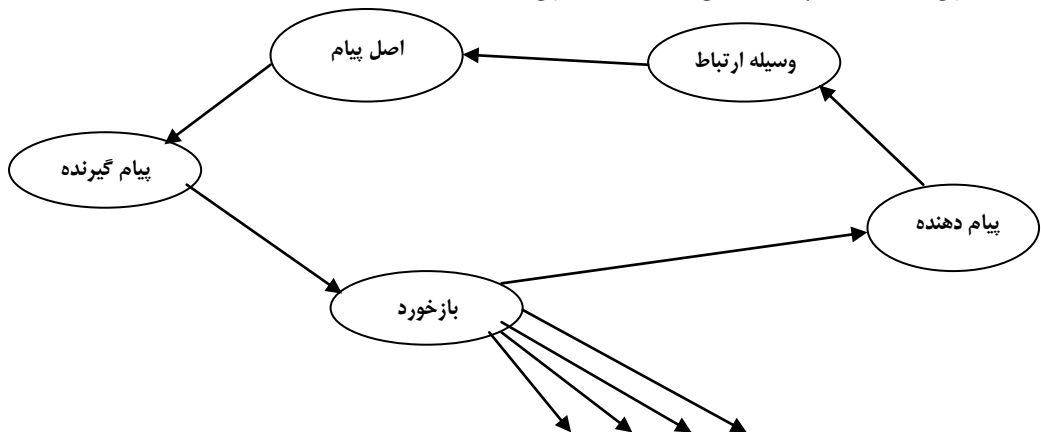 اصل پیام
وسیله ارتباط
پیام گیرنده
پیام دهنده
بازخورد